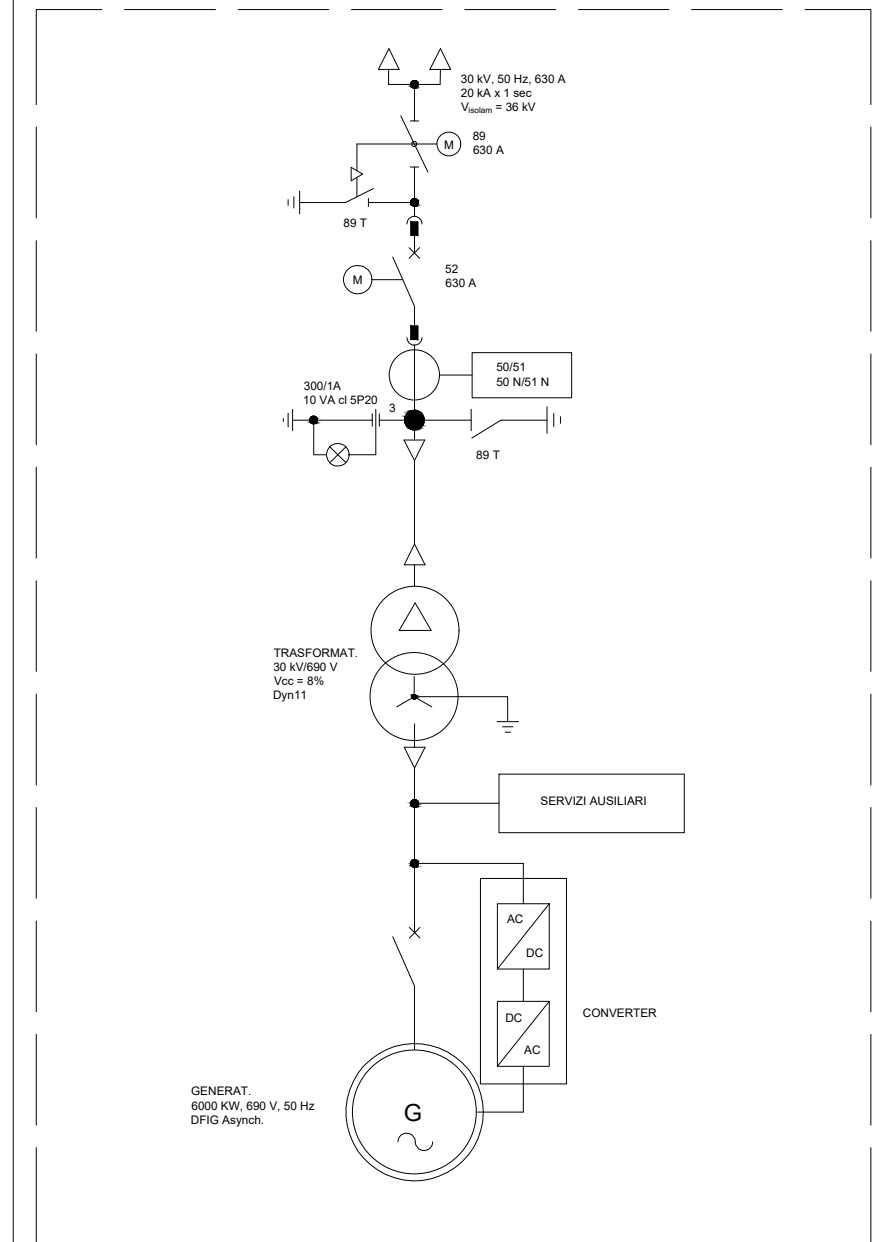 30 kV, 50 Hz, 630 A
20 kA x 1 sec
Visolam = 36 kV
M
89
630 A
89 T
M
52
630 A
50/51
50 N/51 N
300/1A
10 VA cl 5P20
3
89 T
TRASFORMAT.
30 kV/690 V
Vcc = 8%
Dyn11
SERVIZI AUSILIARI
AC
DC
DC
AC
CONVERTER
GENERAT.
6000 KW, 690 V, 50 Hz
DFIG Asynch.
G